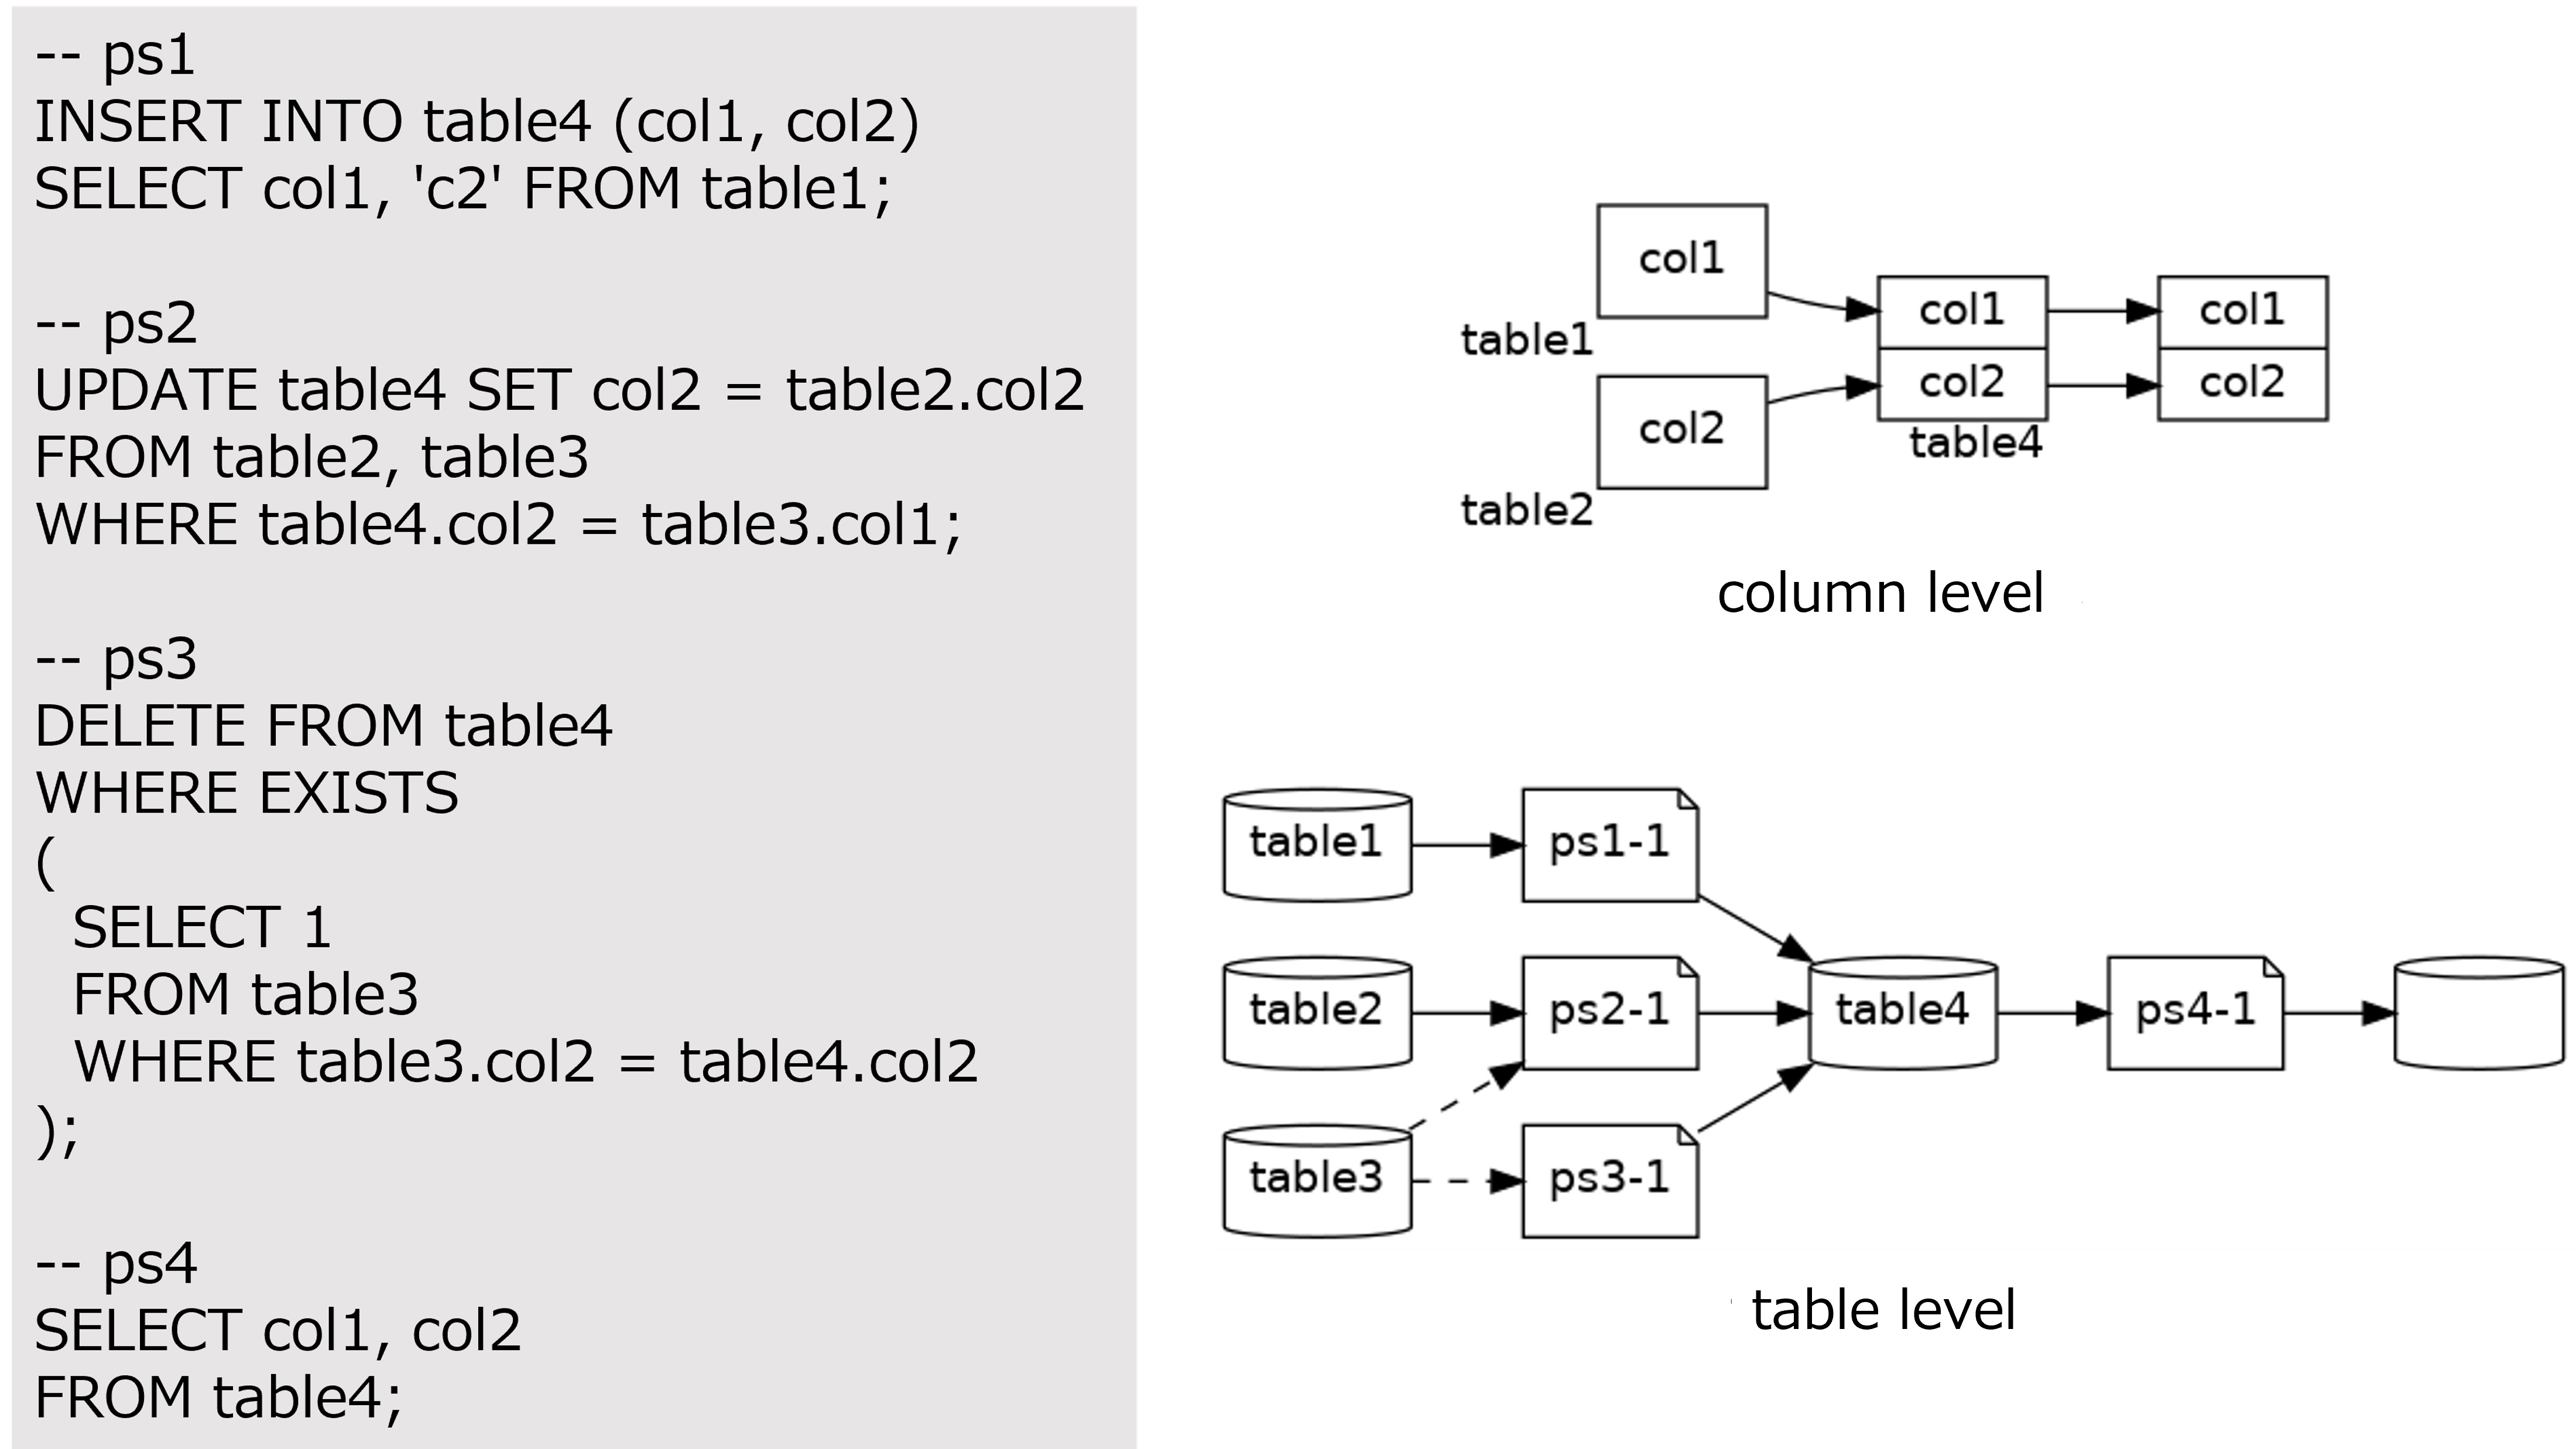 -- ps1
INSERT INTO table4 (col1, col2)
SELECT col1, 'c2' FROM table1;
-- ps2
UPDATE table4 SET col2 = table2.col2
FROM table2, table3
WHERE table4.col2 = table3.col1;
-- ps3
DELETE FROM table4
WHERE EXISTS
(
SELECT 1
FROM table3
WHERE table3.col2 = table4.col2
);
-- ps4
SELECT col1, col2
FROM table4;
col1
table1
col2
table2
col1
col2
table4
col1
col2
column level
table1
ps1-1
table2
ps2-1
table4
ps4-1
table3
ps3-1
table level